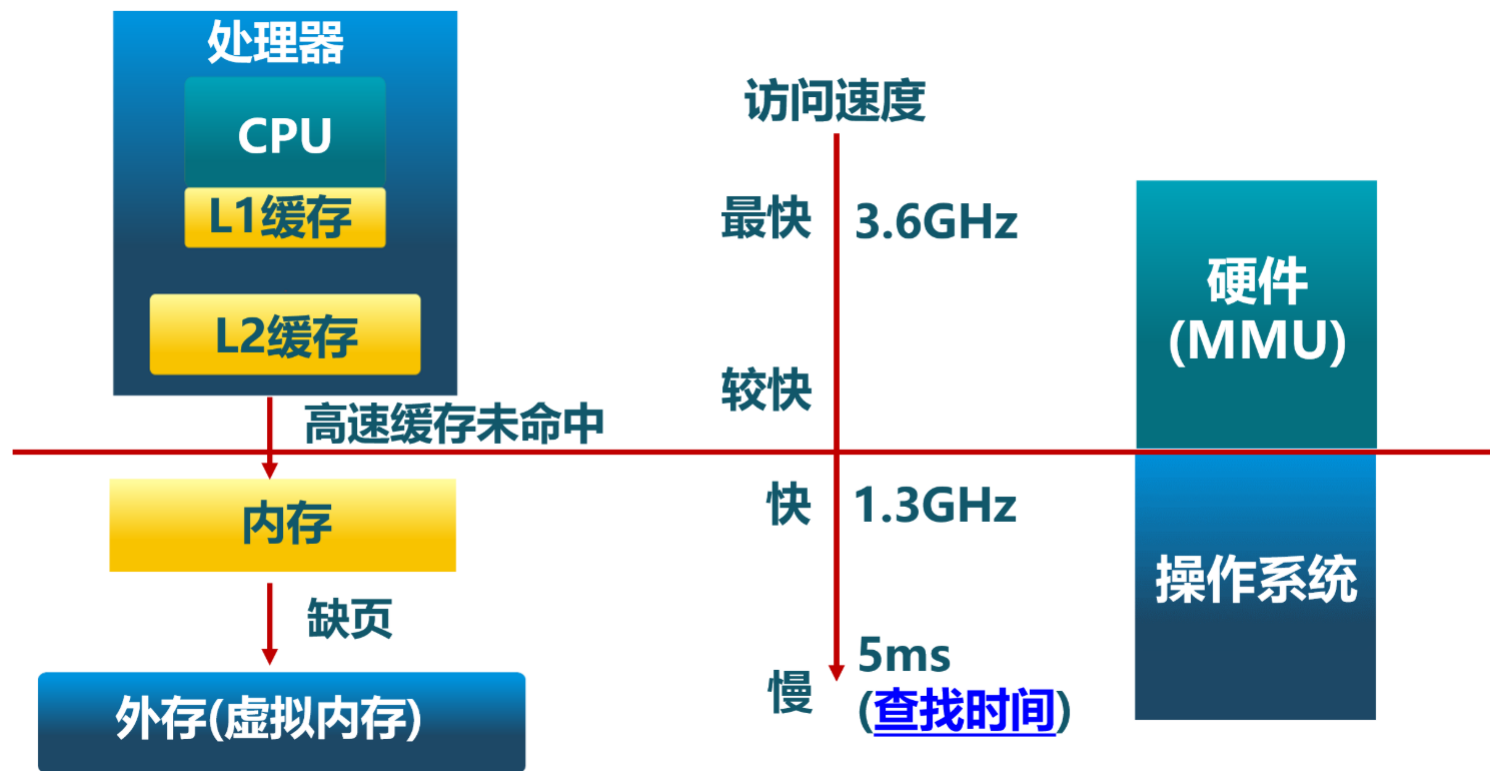 处理器
CPU
L1缓存
L2缓存
高速缓存未命中
内存
缺页
外存(虚拟内存)
访问速度
最快 3.6GHz
较快
快 1.3GHz
慢 5ms
(查找时间)
硬件
(MMU)
操作系统